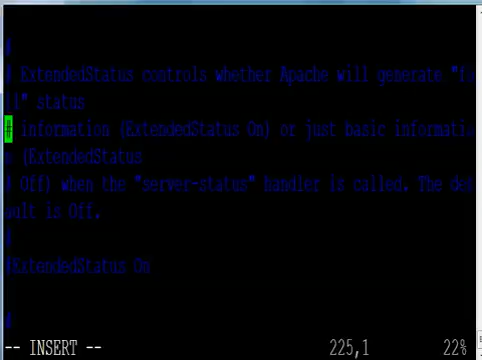 #
# ExtendedStatus controls whether Apache will generate "fu
ll" status
# information (ExtendedStatus On) or just basic informatio
n (ExtendedStatus
# Off) when the "server-status" handler is called. The def
ault is Off.
#
#ExtendedStatus On
#
-- INSERT -- 225,1 22%